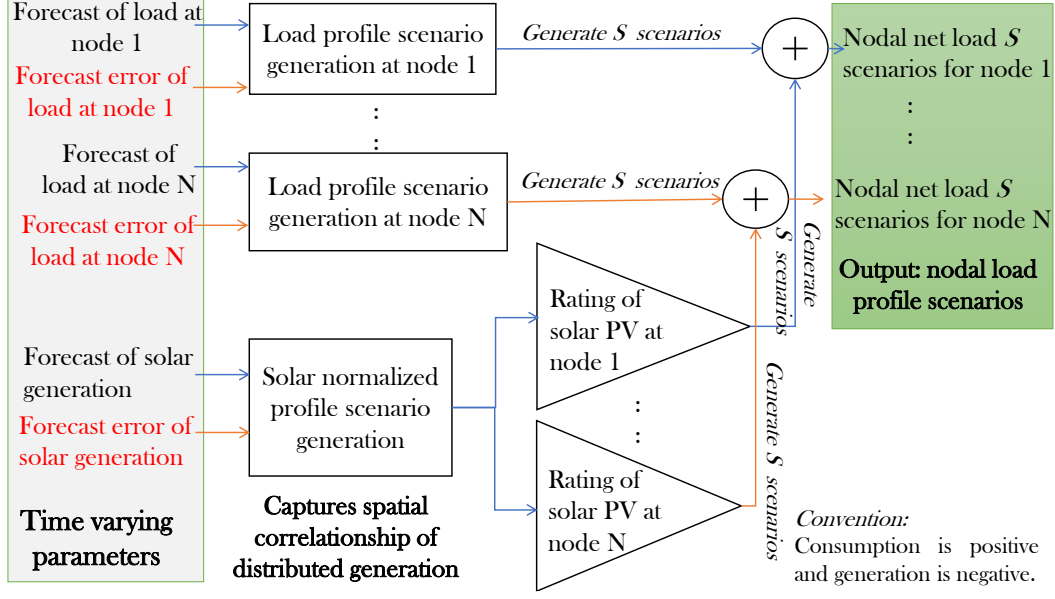 Forecast of load at
node 1
Forecast error of
load at node 1
Load profile scenario
generation at node 1
Generate S scenarios
+
Nodal net load S
scenarios for node 1
:
:
:
:
Forecast of
load at node N
Forecast error of
load at node N
Load profile scenario
generation at node N
Generate S scenarios
+
Nodal net load S
scenarios for node N
Output: nodal load
profile scenarios
Generate
S scenarios
Rating of
solar PV at
node 1
Forecast of solar
generation
Forecast error of
solar generation
Solar normalized
profile scenario
generation
: :
: :
Rating of
solar PV at
node N
Generate S scenarios
Time varying
parameters
Captures spatial
correlationship of
distributed generation
Convention:
Consumption is positive
and generation is negative.